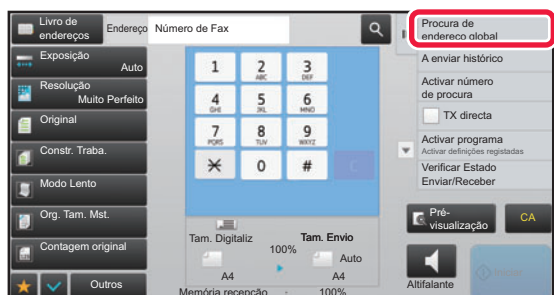 Livro de
endereços
Endereço
Número de Fax
Procura de
endereço global
Exposição
Auto
A enviar histórico
Resolução
Muito Perfeito
Activar número
de procura
Original
TX directa
Constr. Traba.
Activar programa
Activar definições registadas
Modo Lento
Verificar Estado
Enviar/Receber
Org. Tam. Mst.
Contagem original
Outros
1
2
ABC
3
DEF
4
GHI
5
JKL
6
MNO
7
PQRS
8
TUV
9
WXYZ
0
#
C
Tam. Digitaliz
100%
Tam. Envio
Auto
A4
A4
Memória recepção : 100%
Pré-
visualização
CA
Altifalante
Iniciar